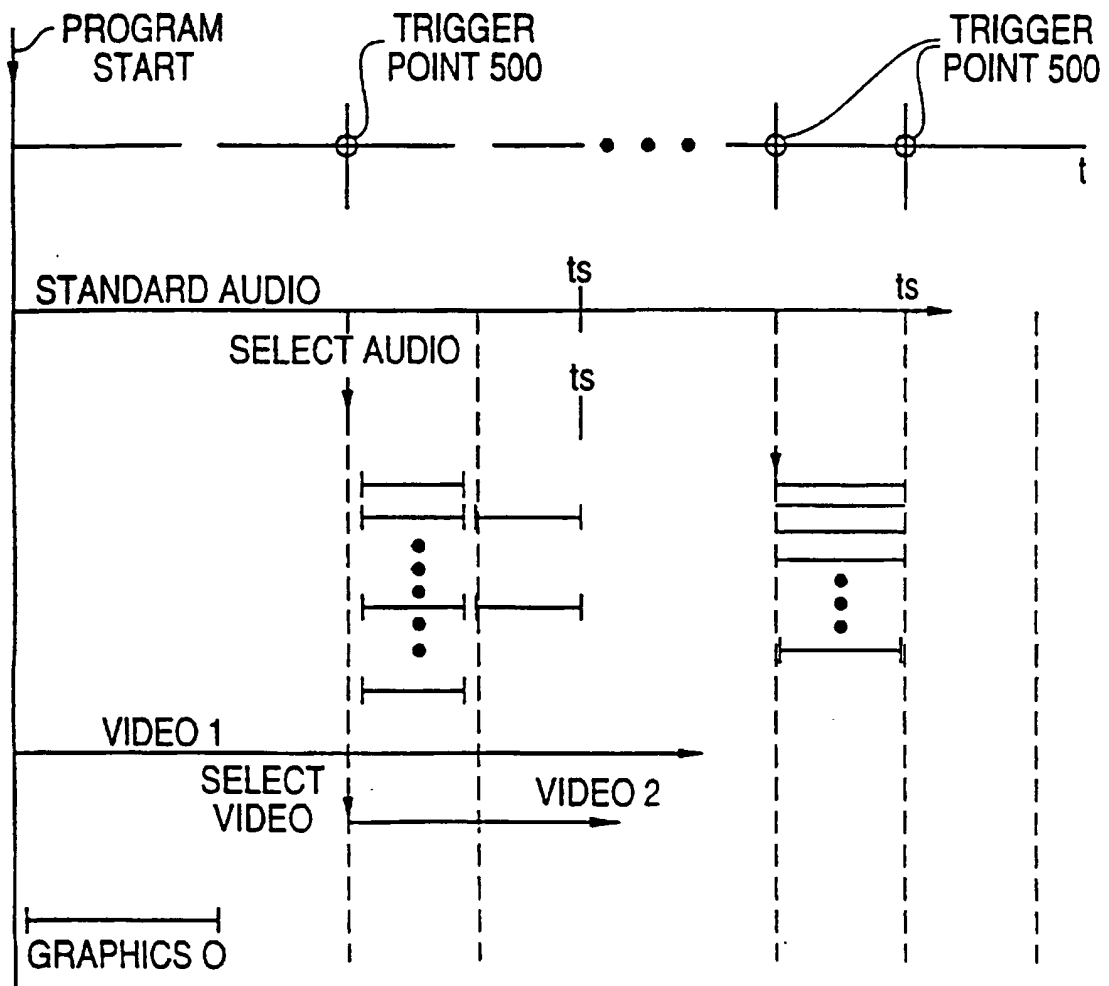 PROGRAM
START
TRIGGER
POINT 500
TRIGGER
POINT 500
t
STANDARD AUDIO
ts
ts
SELECT AUDIO
ts
VIDEO 1
SELECT
VIDEO
VIDEO 2
GRAPHICS O